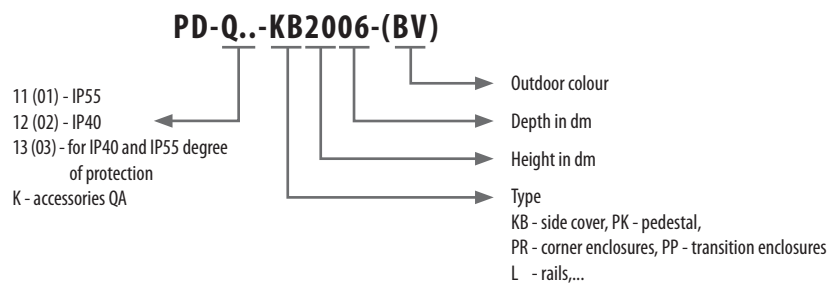 PD-Q..-KB2006-(BV)
11 (01) - IP55
12 (02) - IP40
13 (03) - for IP40 and IP55 degree
of protection
K - accessories QA
Outdoor colour
Depth in dm
Height in dm
Type
KB - side cover, PK - pedestal,
PR - corner enclosures, PP - transition enclosures
L - rails,...